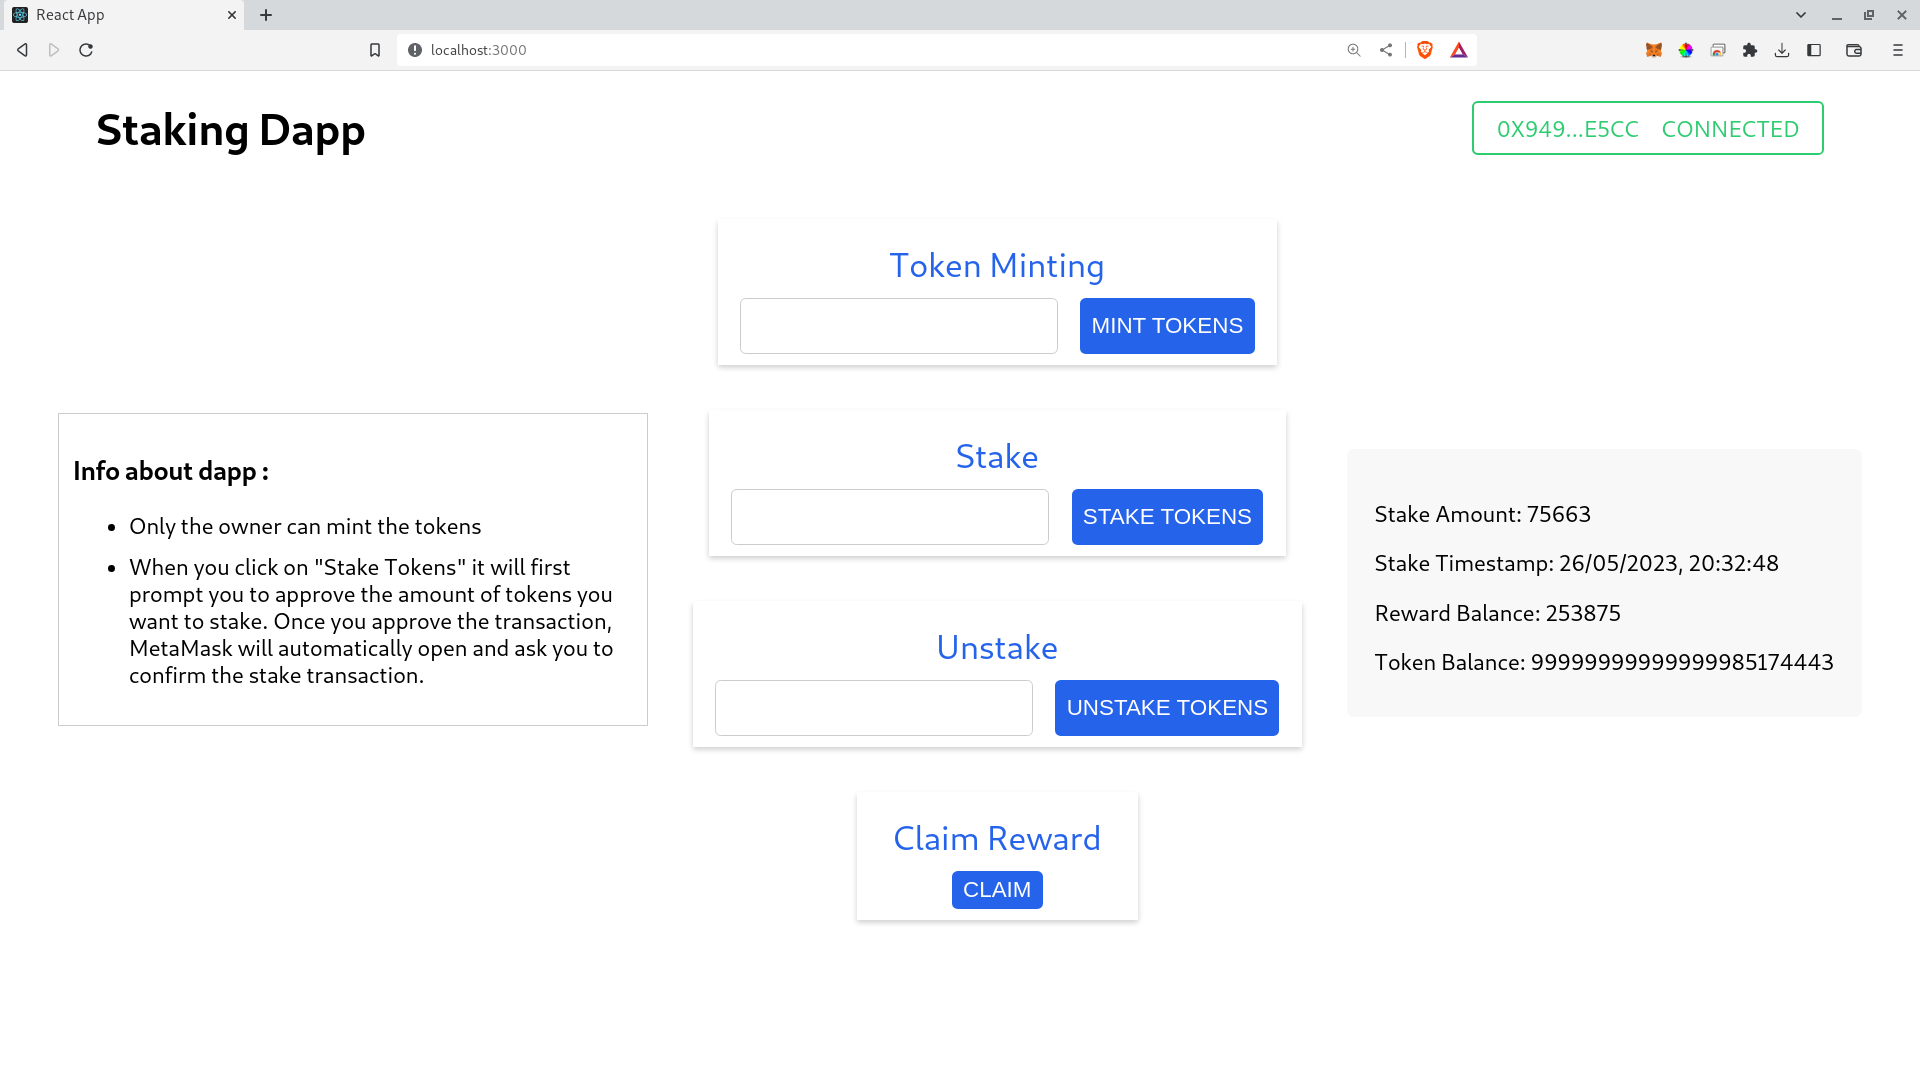 React App
localhost:3000
Staking Dapp
0X949...E5CC CONNECTED
Token Minting
MINT TOKENS
Info about dapp :
Only the owner can mint the tokens
When you click on "Stake Tokens" it will first
prompt you to approve the amount of tokens you
want to stake. Once you approve the transaction,
MetaMask will automatically open and ask you to
confirm the stake transaction.
Stake
STAKE TOKENS
Unstake
UNSTAKE TOKENS
Claim Reward
CLAIM
Stake Amount: 75663
Stake Timestamp: 26/05/2023, 20:32:48
Reward Balance: 253875
Token Balance: 99999999999999985174443